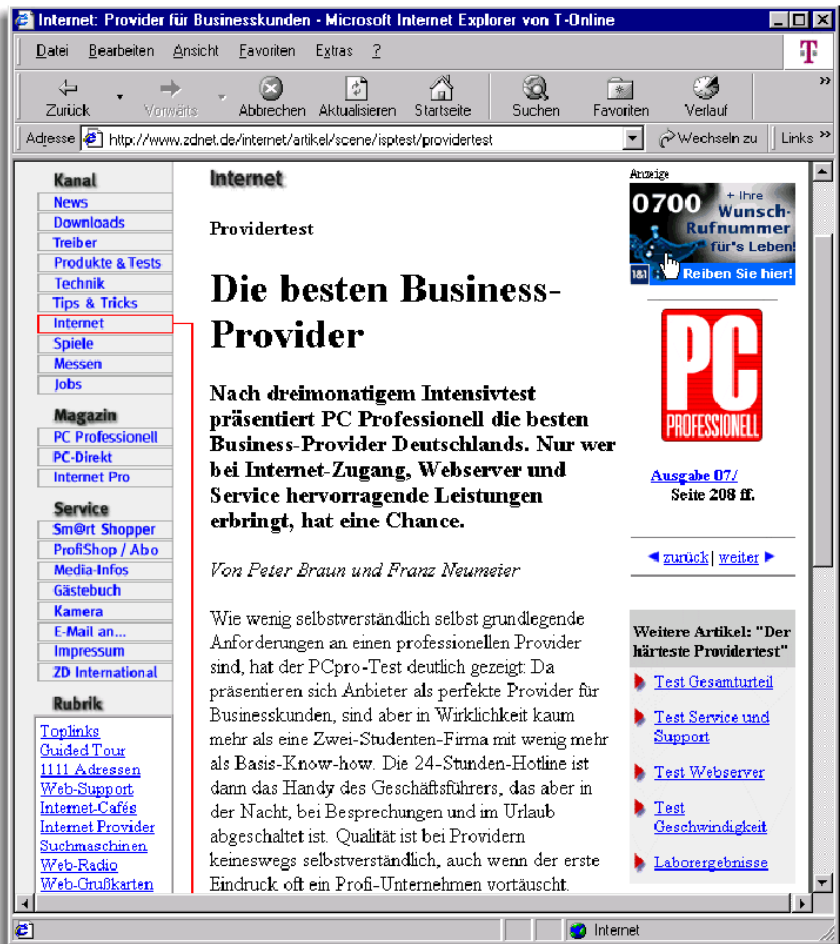 Internet: Provider für Businesskunden - Microsoft Internet Explorer von T-Online
Datei Bearbeiten Ansicht Favoriten Extras ?
T
Zurück Vorwärts Abbrechen Aktualisieren Startseite Suchen Favoriten Verlauf »
Adresse http://www.zdnet.de/internet/artikel/scene/isptest/providertest Wechseln zu Links »
Kanal
News
Downloads
Treiber
Produkte & Tests
Technik
Tips & Tricks
Internet
Spiele
Messen
Jobs
Magazin
PC Professionell
PC-Direkt
Internet Pro
Service
Sm@rt Shopper
ProfiShop / Abo
Media-Infos
Gästebuch
Kamera
E-Mail an...
Impressum
ZD International
Rubrik
Toplinks
Guided Tour
1111 Adressen
Web-Support
Internet-Cafés
Internet Provider
Suchmaschinen
Web-Radio
Web-Grußkarten
Internet
Providertest
Die besten Business-
Provider
Nach dreimonatigem Intensivtest
präsentiert PC Professionell die besten
Business-Provider Deutschlands. Nur wer
bei Internet-Zugang, Webserver und
Service hervorragende Leistungen
erbringt, hat eine Chance.
Von Peter Braun und Franz Neumeier
Wie wenig selbstverständlich selbst grundlegende
Anforderungen an einen professionellen Provider
sind, hat der PCpro-Test deutlich gezeigt: Da
präsentieren sich Anbieter als perfekte Provider für
Businesskunden, sind aber in Wirklichkeit kaum
mehr als eine Zwei-Studenten-Firma mit wenig mehr
als Basis-Know-how. Die 24-Stunden-Hotline ist
dann das Handy des Geschäftsführers, das aber in
der Nacht, bei Besprechungen und im Urlaub
abgeschaltet ist. Qualität ist bei Providern
keineswegs selbstverständlich, auch wenn der erste
Eindruck oft ein Profi-Unternehmen vortäuscht.
Anzeige
0700 + Ihre
Wunsch-
Rufnummer
für's Leben!
1&1 Reiben Sie hier!
PC
PROFESSIONELL
Ausgabe 07./
Seite 208 ff.
zurück | weiter
Weitere Artikel: "Der
härteste Providertest"
Test Gesamturteil
Test Service und
Support
Test Webserver
Test
Geschwindigkeit
Laborergebnisse
Internet